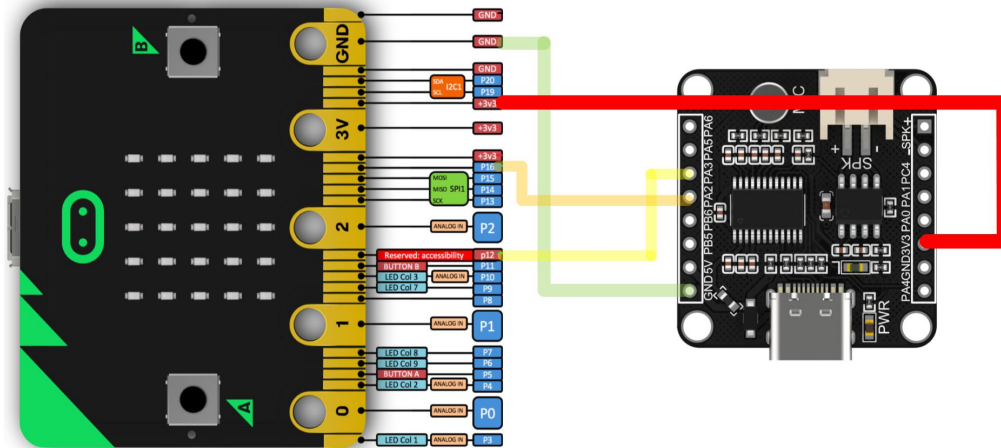 B
GND
3V
2
1
0
A
GND
GND
GND
SDA I2C1 P20
SCL P19
+3v3
+3v3
+3v3
P16
MOSI SPI1 P15
MISO P14
SCK P13
ANALOG IN P2
Reserved: accessibility p12
BUTTON B P11
LED Col 3 ANALOG IN P10
LED Col 7 P9
P8
ANALOG IN P1
LED Col 8 P7
LED Col 9 P6
BUTTON A P5
LED Col 2 ANALOG IN P4
ANALOG IN P0
LED Col 1 P3
PA6
PA5
PA3
PA2
PB6
PB5
5V
GND
+ -
SPK
SPK+
-
PC4
PA1
PA0
3V3
GND
PA4
PWR